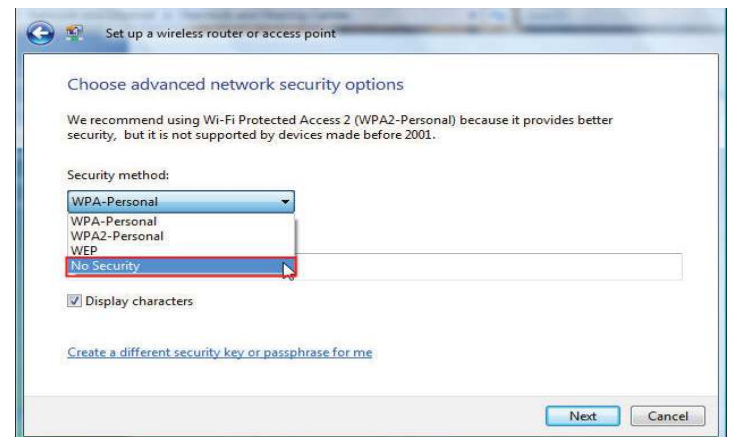 Set up a wireless router or access point
Choose advanced network security options
We recommend using Wi-Fi Protected Access 2 (WPA2-Personal) because it provides better
security, but it is not supported by devices made before 2001.
Security method:
WPA-Personal
WPA-Personal
WPA2-Personal
WEP
No Security
Display characters
Create a different security key or passphrase for me
Next Cancel